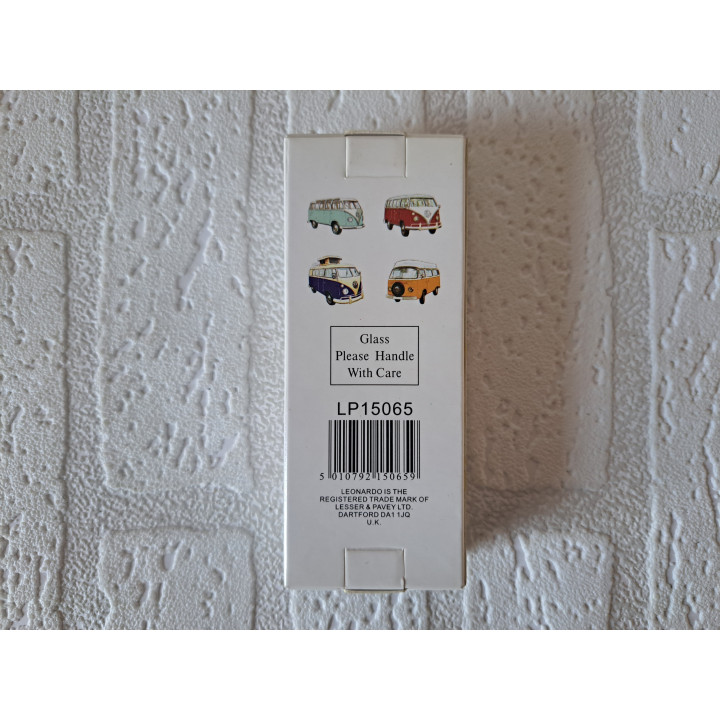 Glass
Please Handle
With Care
LP15065
5 010792 150659
LEONARDO IS THE
REGISTERED TRADE MARK OF
LESSER & PAVEY LTD.
DARTFORD DA1 1JQ
U.K.